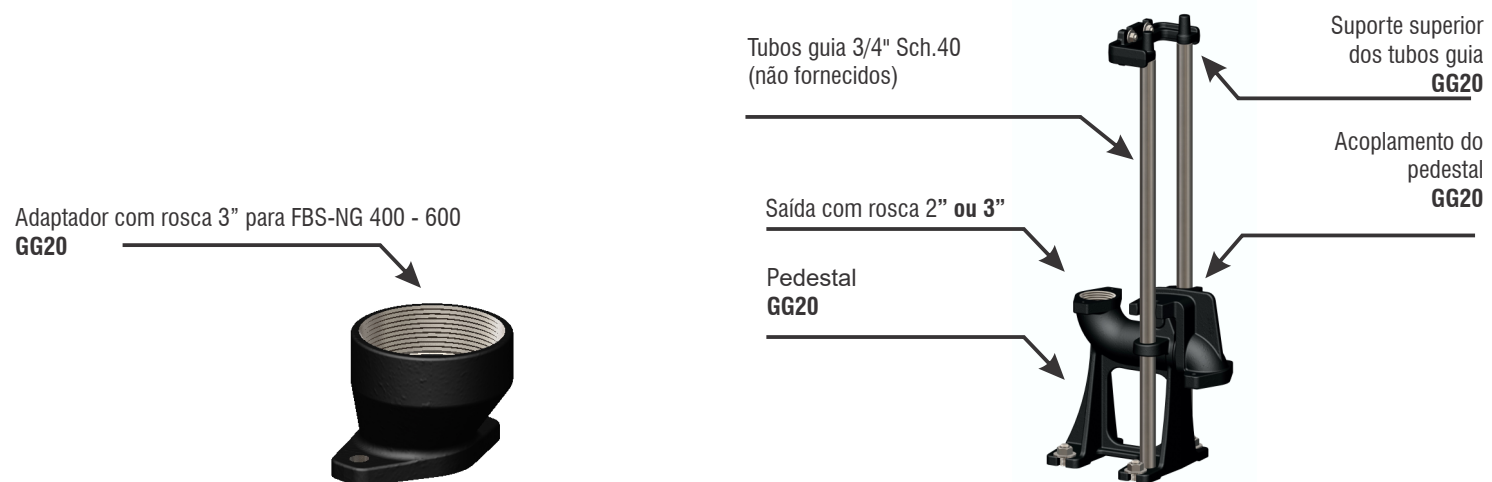 Adaptador com rosca 3” para FBS-NG 400 - 600
GG20
Tubos guia 3/4" Sch.40
(não fornecidos)
Saída com rosca 2” ou 3”
Pedestal
GG20
Suporte superior
dos tubos guia
GG20
Acoplamento do
pedestal
GG20